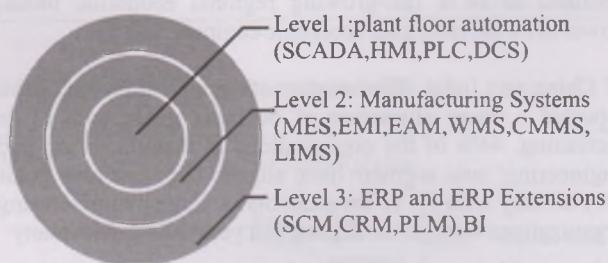 Level 1:plant floor automation
(SCADA,HMI,PLC,DCS)
Level 2: Manufacturing Systems
(MES,EMI,EAM,WMS,CMMS,
LIMS)
Level 3: ERP and ERP Extensions
(SCM,CRM,PLM),BI